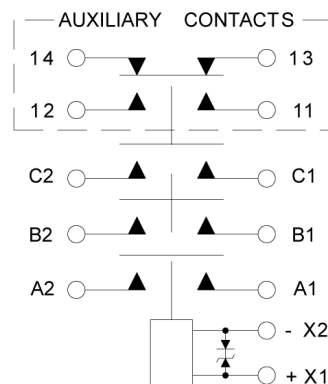 AUXILIARY CONTACTS
14 13
12 11
C2 C1
B2 B1
A2 A1
- X2
+ X1